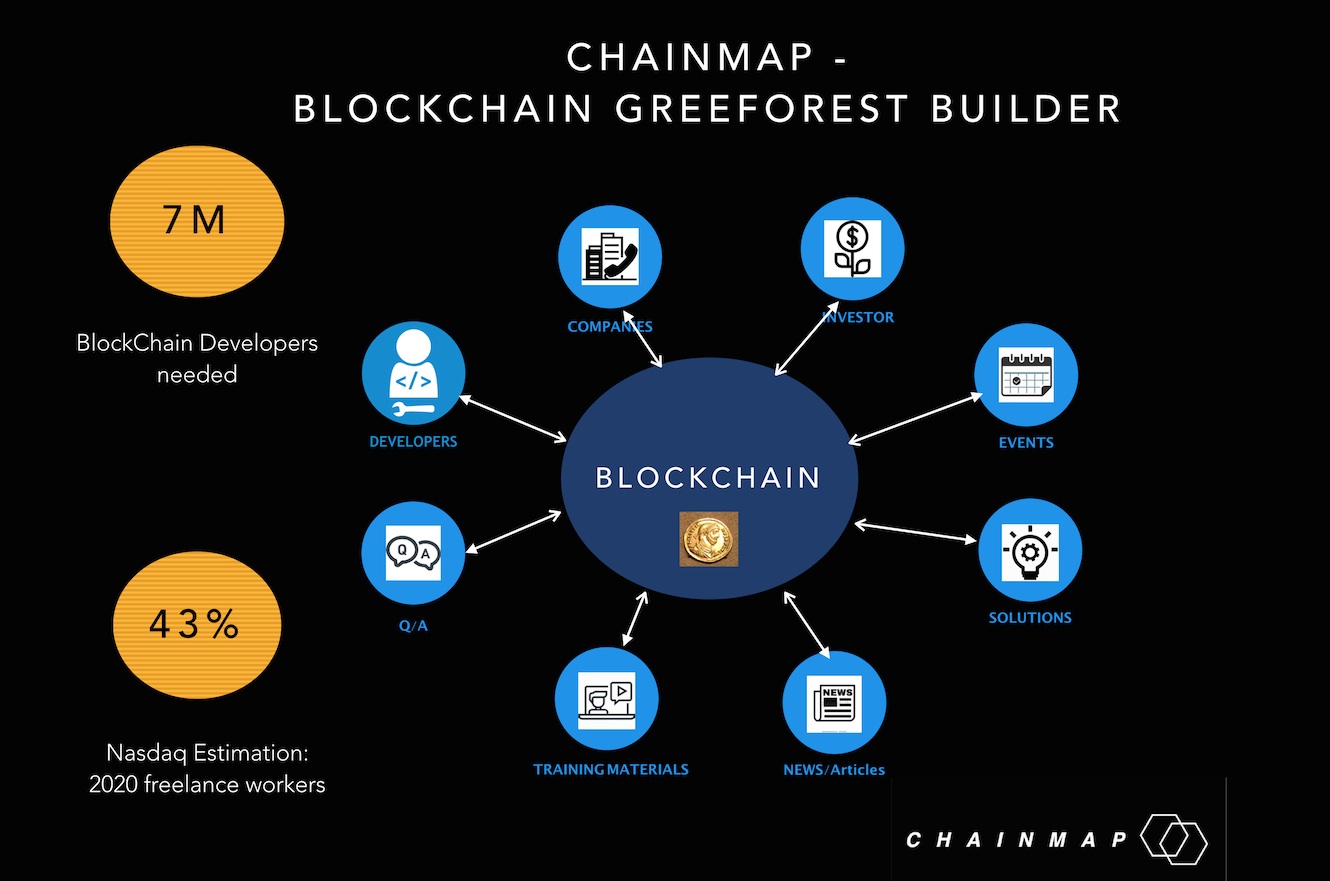 CHAINMAP -
BLOCKCHAIN GREEFOREST BUILDER
7M
BlockChain Developers
needed
43%
Nasdaq Estimation:
2020 freelance workers
COMPANIES
INVESTOR
</>
DEVELOPERS
EVENTS
BLOCKCHAIN
Q A
Q/A
$
SOLUTIONS
TRAINING MATERIALS
NEWS
NEWS/Articles
CHAINMAP